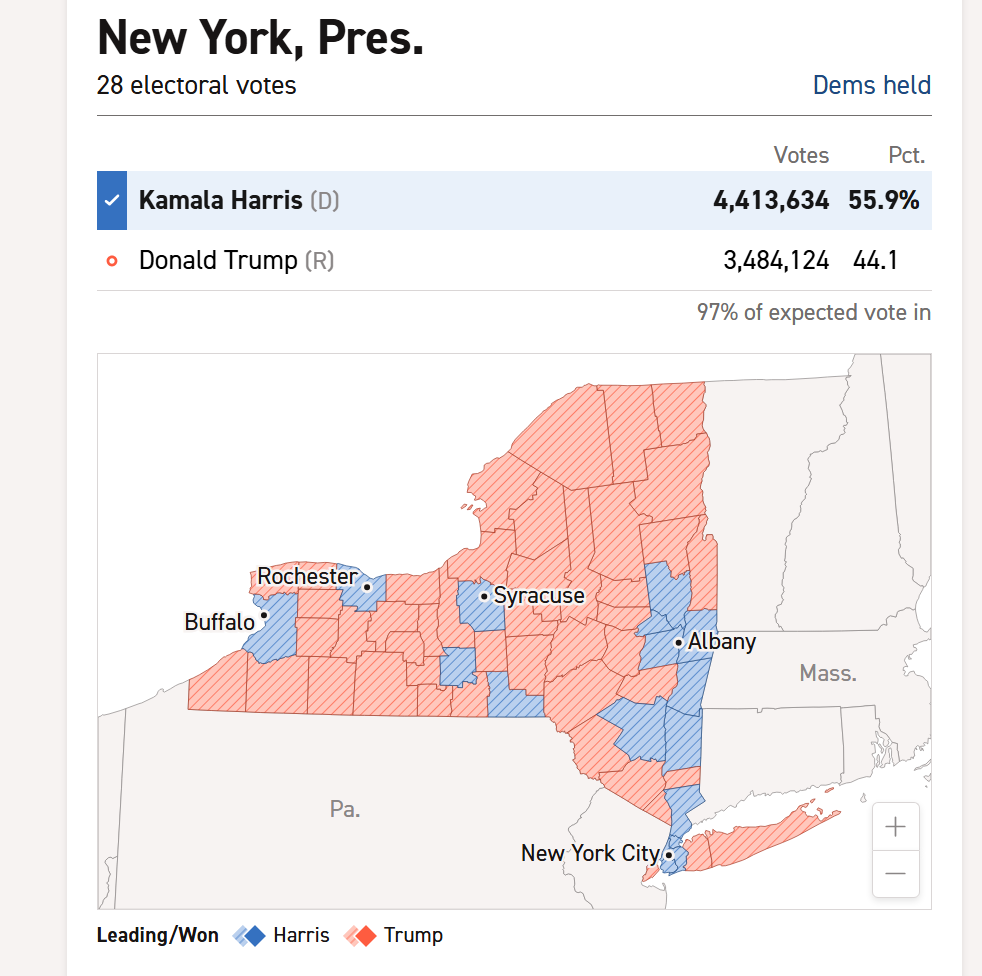 New York, Pres.
28 electoral votes Dems held
Votes Pct.
Kamala Harris (D) 4,413,634 55.9%
Donald Trump (R) 3,484,124 44.1
97% of expected vote in
Rochester
Syracuse
Buffalo
Albany
Mass.
Pa.
New York City
Leading/Won Harris Trump